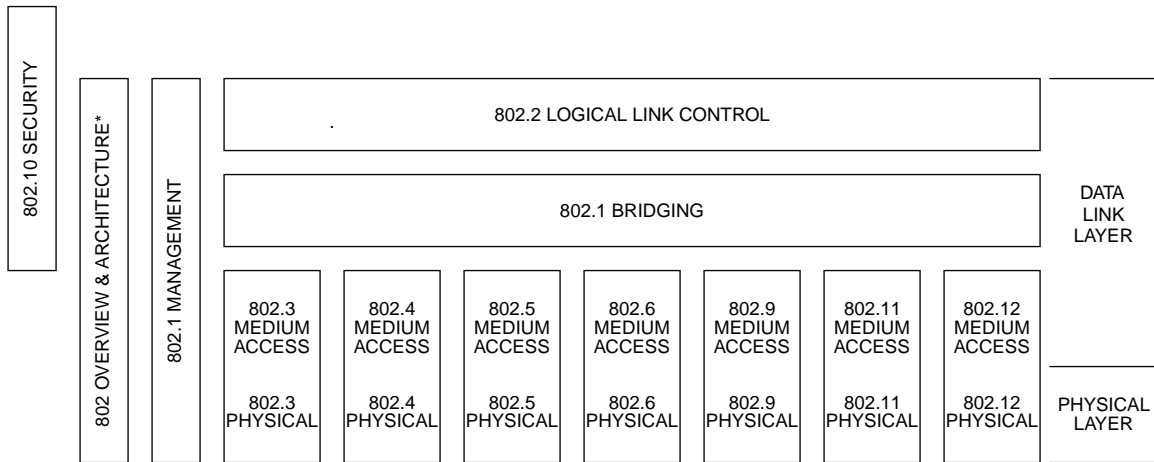 802.10 SECURITY
802 OVERVIEW & ARCHITECTURE*
802.1 MANAGEMENT
802.2 LOGICAL LINK CONTROL
.
802.1 BRIDGING
DATA
LINK
LAYER
802.3
MEDIUM
ACCESS
802.3
PHYSICAL
802.4
MEDIUM
ACCESS
802.4
PHYSICAL
802.5
MEDIUM
ACCESS
802.5
PHYSICAL
802.6
MEDIUM
ACCESS
802.6
PHYSICAL
802.9
MEDIUM
ACCESS
802.9
PHYSICAL
802.11
MEDIUM
ACCESS
802.11
PHYSICAL
802.12
MEDIUM
ACCESS
802.12
PHYSICAL
PHYSICAL
LAYER